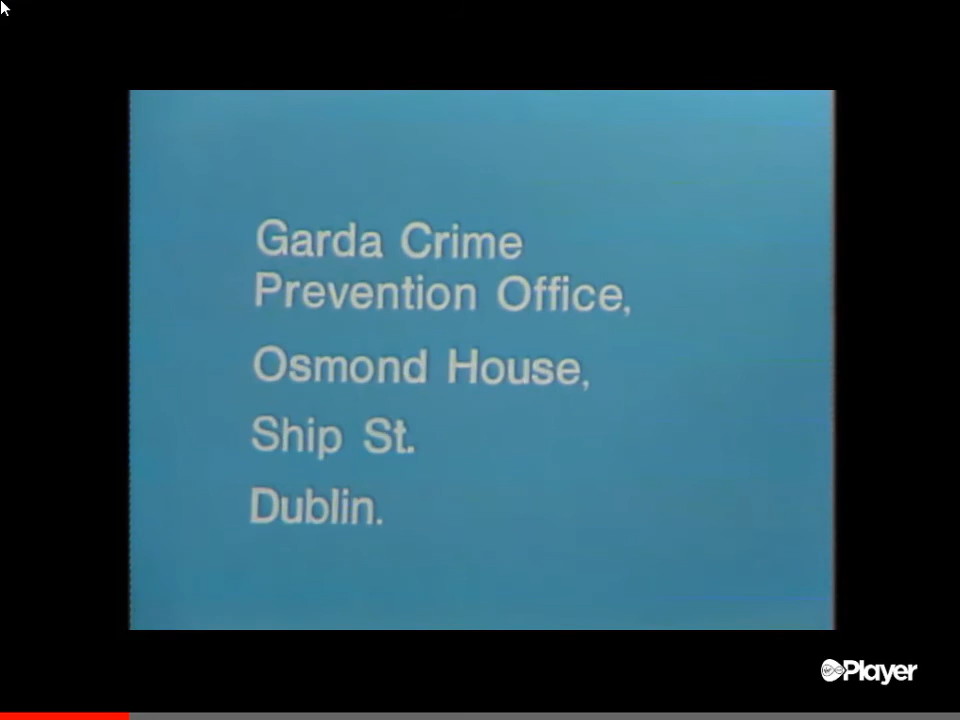 Garda Crime
Prevention Office,
Osmond House,
Ship St.
Dublin.
Player